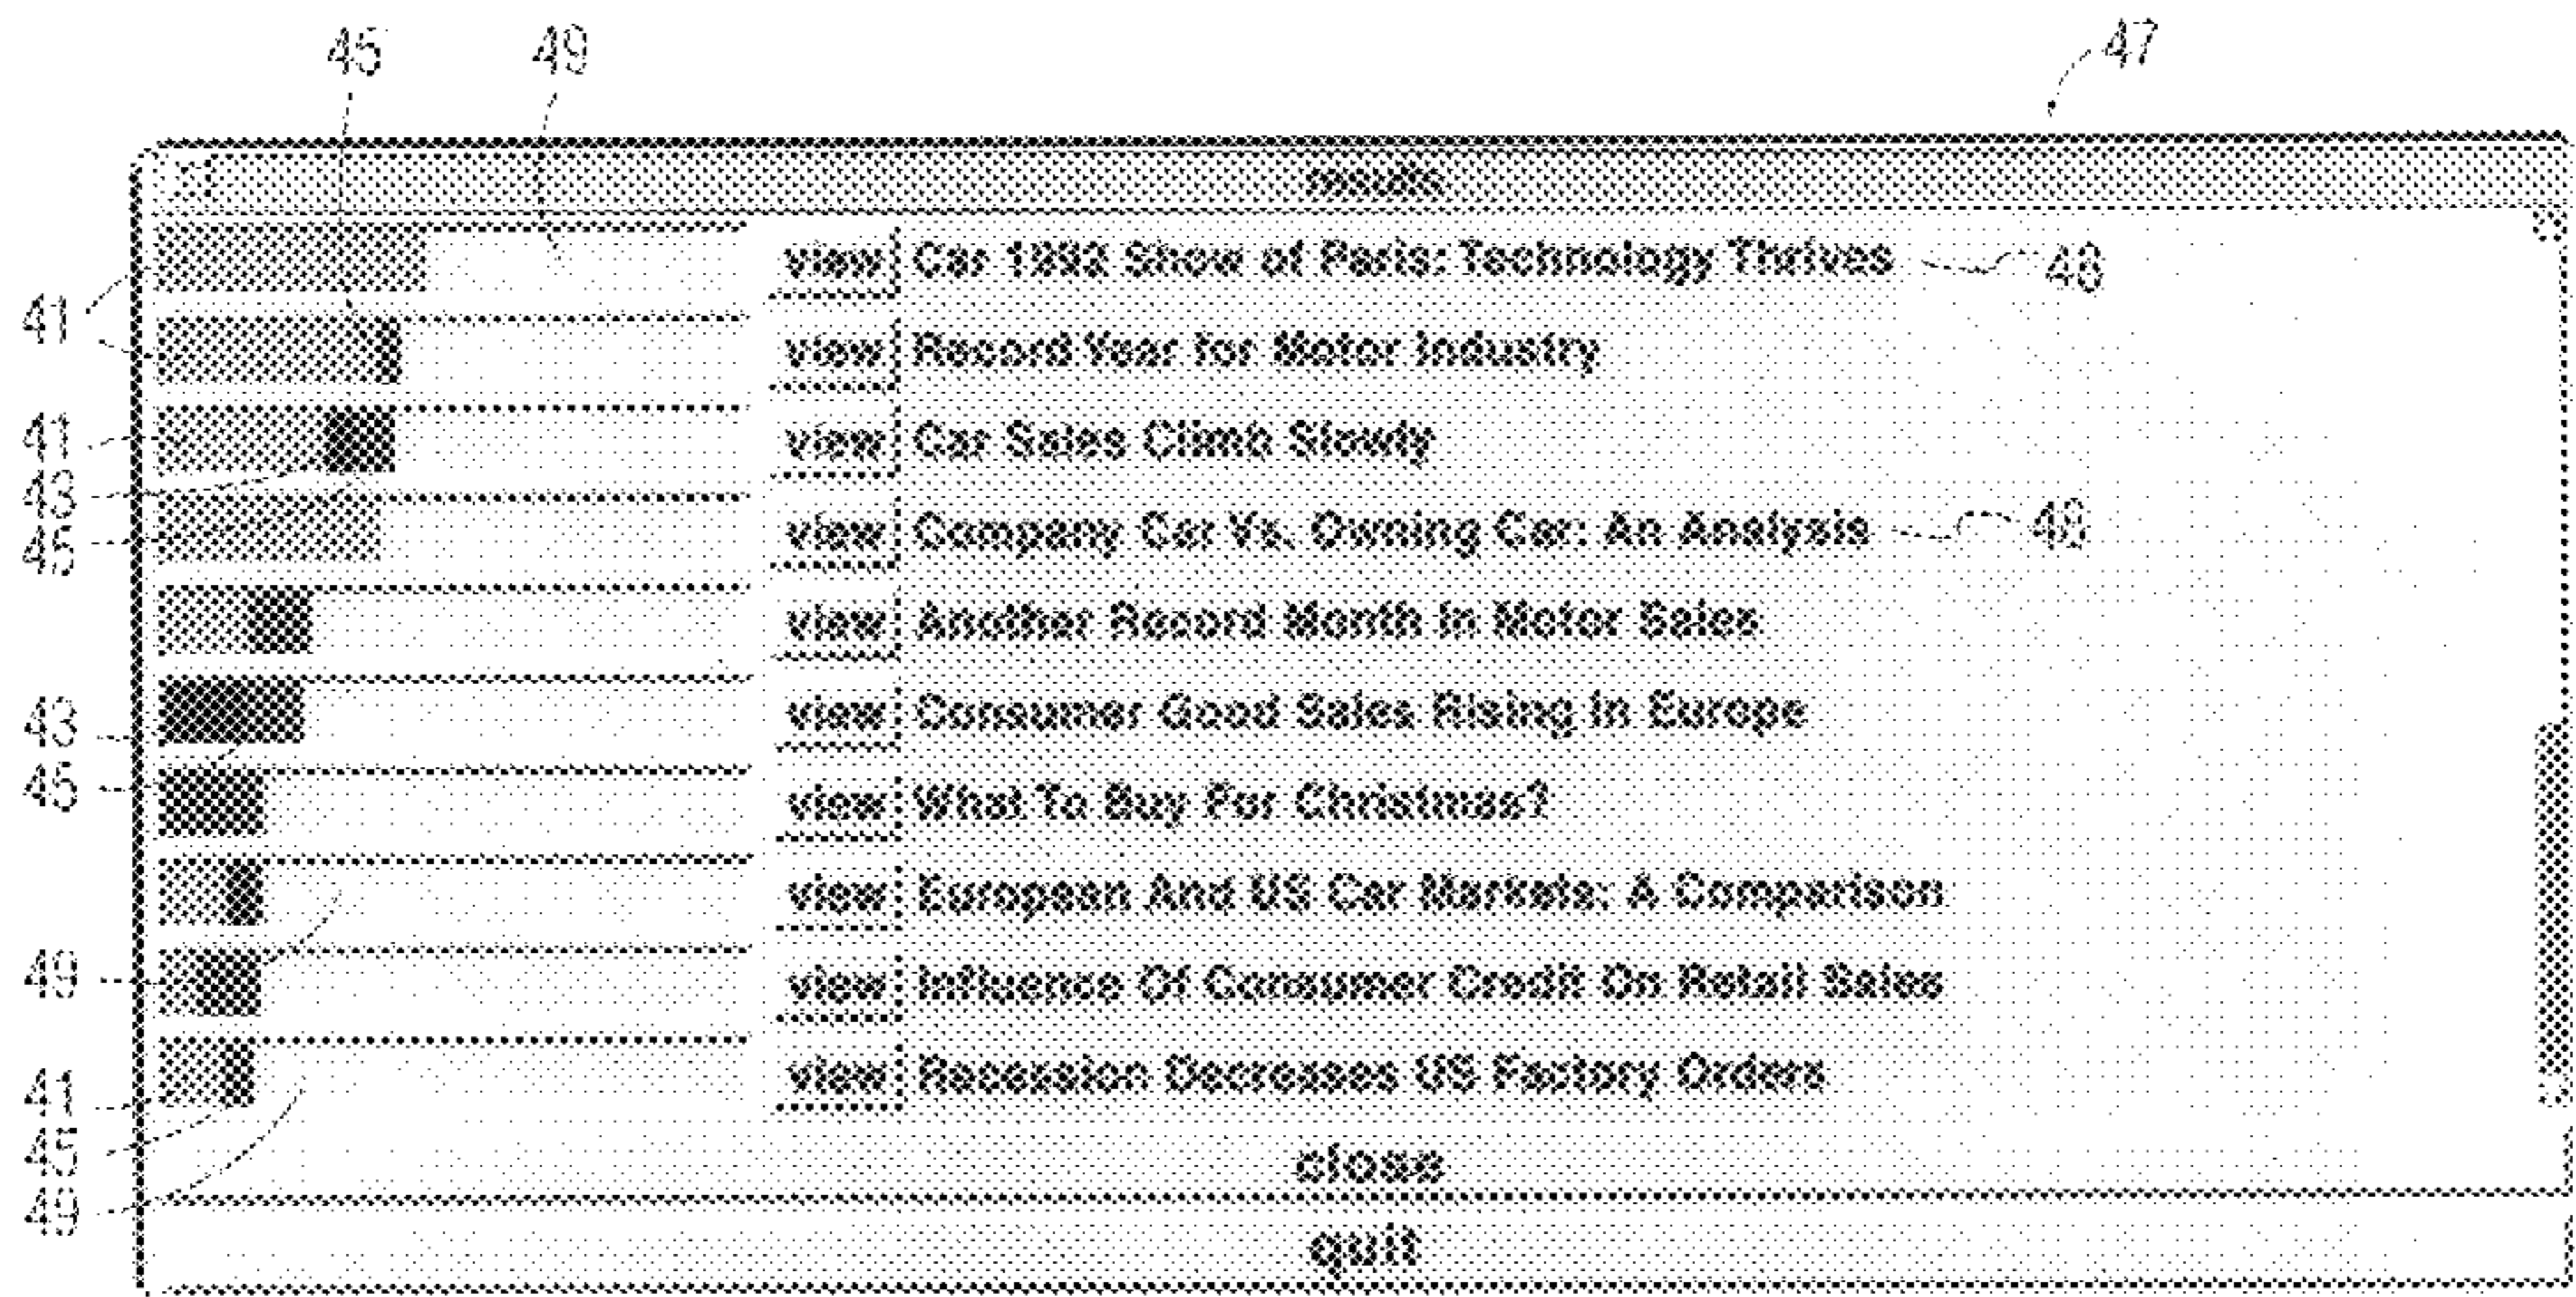 45 49 47
results
view Car 1992 Show of Paris: Technology Thrives 48
41
view Record Year for Motor Industry
41 view Car Sales Climb Slowly
43
45 view Company Car Vs. Owning Car: An Analysis 48
view Another Record Month In Motor Sales
43 view Consumer Good Sales Rising In Europe
45 view What To Buy For Christmas?
view European And US Car Markets: A Comparison
49 view Influence Of Consumer Credit On Retail Sales
41 view Recession Decreases US Factory Orders
45 close
49
quit